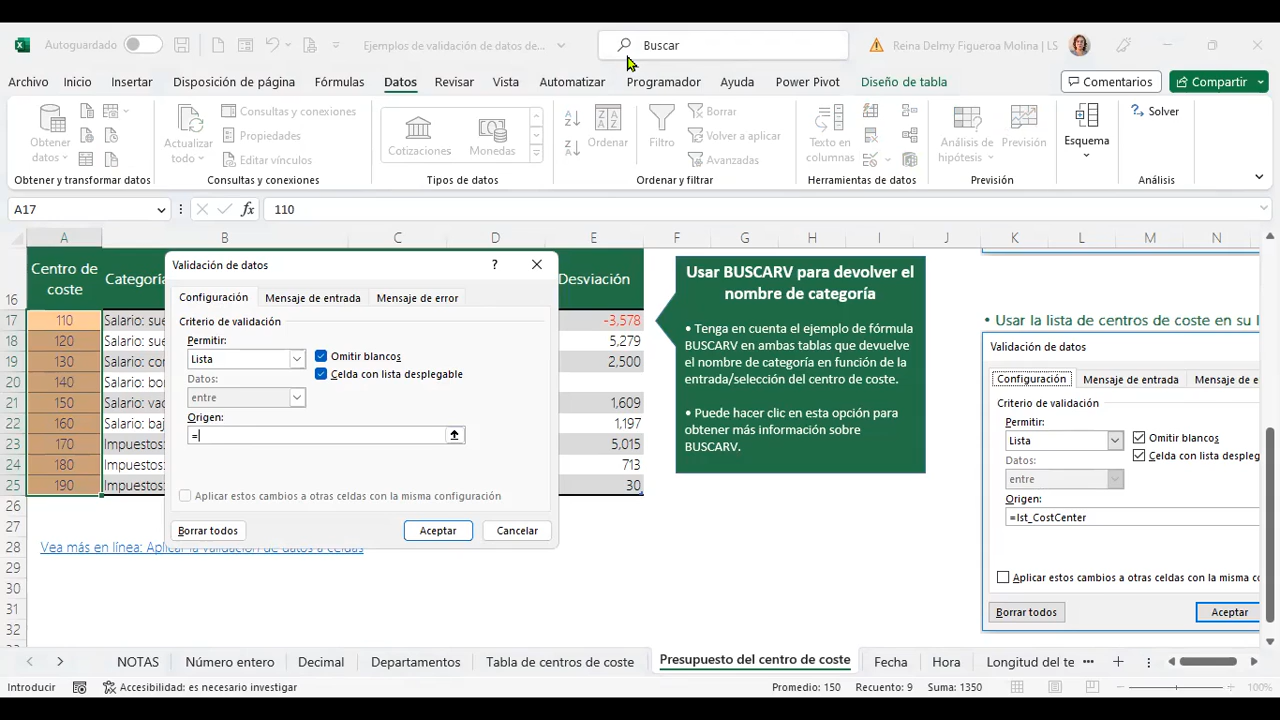 Autoguardado
Ejemplos de validación de datos de...
Buscar
Reina Delmy Figueroa Molina | LS
Archivo Inicio Insertar Disposición de página Fórmulas Datos Revisar Vista Automatizar Programador Ayuda Power Pivot Diseño de tabla
Comentarios
Compartir
Obtener datos
Actualizar todo
Consultas y conexiones
Propiedades
Editar vínculos
Cotizaciones
Monedas
Ordenar
Filtro
Borrar
Volver a aplicar
Avanzadas
Texto en columnas
Análisis de hipótesis
Previsión
Esquema
Solver
Obtener y transformar datos Consultas y conexiones Tipos de datos Ordenar y filtrar Herramientas de datos Previsión Análisis
A17
fx
110
A B C D E F G H I J K L M N
16
Centro de coste
Categoría
Desviación
17 110 Salario: sue -3,578
18 120 Salario: sue 5,279
19 130 Salario: cor 2,500
20 140 Salario: bor
21 150 Salario: vac 1,609
22 160 Salario: baj 1,197
23 170 Impuestos: 5,015
24 180 Impuestos: 713
25 190 Impuestos: 30
26
27
28 Vea más en línea: Aplicar la validación de datos a celdas
29
30
31
32
Validación de datos
?
Configuración Mensaje de entrada Mensaje de error
Criterio de validación
Permitir:
Lista
Omitir blancos
Celda con lista desplegable
Datos:
entre
Origen:
=
Aplicar estos cambios a otras celdas con la misma configuración
Borrar todos Aceptar Cancelar
Usar BUSCARV para devolver el
nombre de categoría
• Tenga en cuenta el ejemplo de fórmula
BUSCARV en ambas tablas que devuelve
el nombre de categoría en función de la
entrada/selección del centro de coste.
• Puede hacer clic en esta opción para
obtener más información sobre
BUSCARV.
• Usar la lista de centros de coste en su l
Validación de datos
Configuración Mensaje de entrada Mensaje de e
Criterio de validación
Permitir:
Lista
Omitir blancos
Celda con lista despleg
Datos:
entre
Origen:
=lst_CostCenter
Aplicar estos cambios a otras celdas con la misma co
Borrar todos Aceptar
NOTAS Número entero Decimal Departamentos Tabla de centros de coste Presupuesto del centro de coste Fecha Hora Longitud del te ...
Introducir
Accesibilidad: es necesario investigar
Promedio: 150 Recuento: 9 Suma: 1350
100%